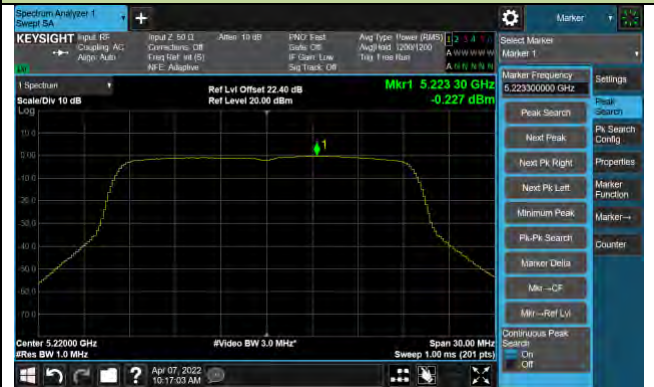 Spectrum Analyzer 1
Swept SA
Marker
KEYSIGHT
Input: RF
Coupling: AC
Align: Auto
Input Z: 50 Ω
Corrections: Off
Freq Ref: Int (S)
NFE: Adaptive
Atten: 10 dB
PNO: Fast
Gate: Off
IF Gain: Low
Sig Track: Off
Avg Type: Power (RMS)
Avg|Hold: 1200/1200
Trig: Free Run
1 2 3 4 5 6
A W W W W W
A N N N N N
Select Marker
Marker 1
1 Spectrum
Scale/Div 10 dB
Log
Ref Lvl Offset 22.40 dB
Ref Level 20.00 dBm
Mkr1 5.223 30 GHz
-0.227 dBm
Marker Frequency
5.223300000 GHz
Settings
Peak Search
Peak
Search
Next Peak
Pk Search
Config
Next Pk Right
Properties
Next Pk Left
Marker
Function
Minimum Peak
Marker→
Pk-Pk Search
Counter
Marker Delta
Mkr→CF
Mkr→Ref Lvl
Continuous Peak
Search
On
Off
10.0
0.00
-10.0
-20.0
-30.0
-40.0
-50.0
-60.0
-70.0
1
Center 5.22000 GHz
#Res BW 1.0 MHz
#Video BW 3.0 MHz*
Span 30.00 MHz
Sweep 1.00 ms (201 pts)
Apr 07, 2022
10:17:03 AM